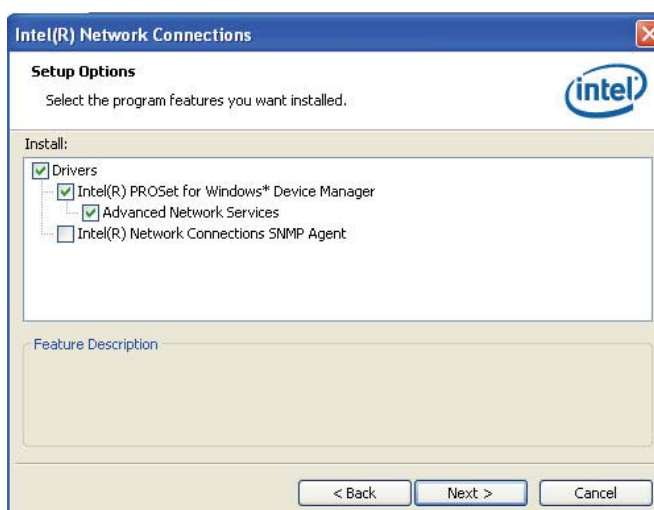 Intel(R) Network Connections
Setup Options
Select the program features you want installed.
intel
Install:
Drivers
Intel(R) PROSet for Windows* Device Manager
Advanced Network Services
Intel(R) Network Connections SNMP Agent
Feature Description
< Back
Next >
Cancel